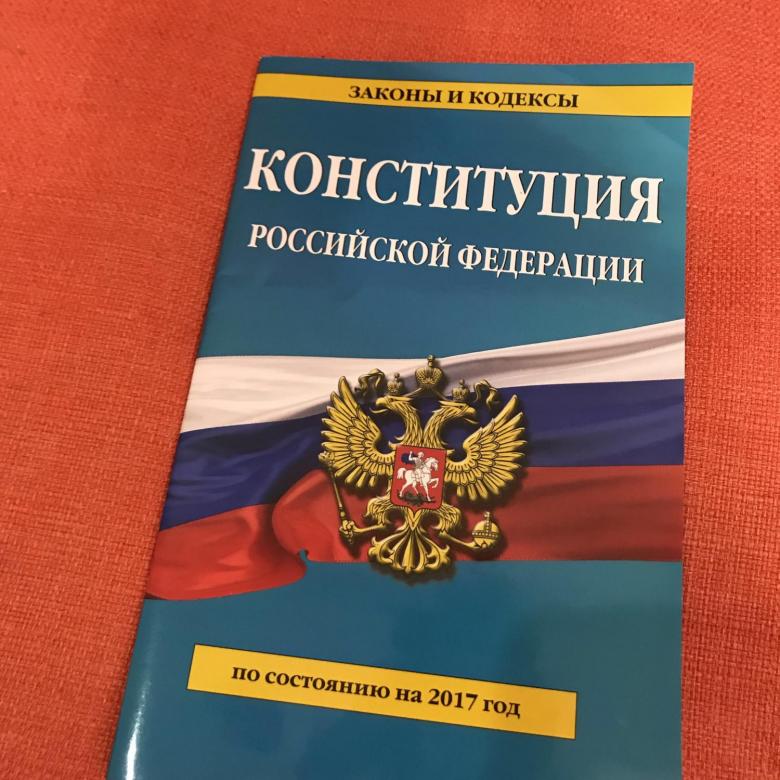 ЗАКОНЫ И КОДЕКСЫ
КОНСТИТУЦИЯ
РОССИЙСКОЙ ФЕДЕРАЦИИ
по состоянию на 2017 год